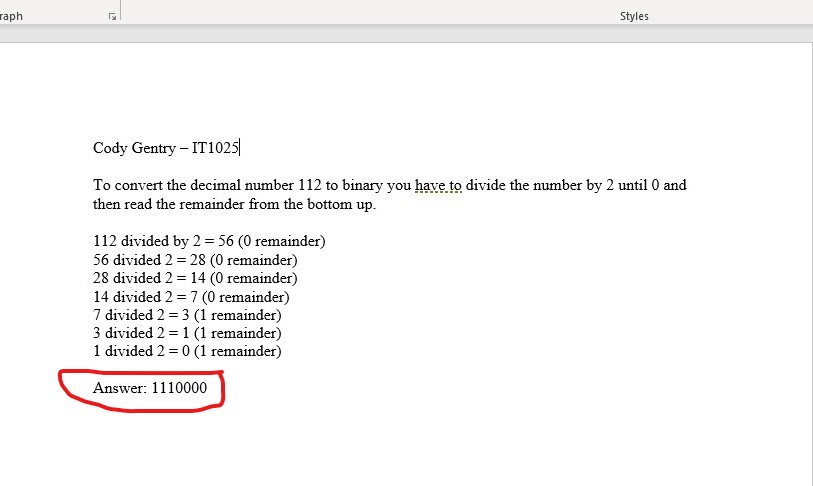 raph
Styles
Cody Gentry – IT1025
To convert the decimal number 112 to binary you have to divide the number by 2 until 0 and
then read the remainder from the bottom up.
112 divided by 2 = 56 (0 remainder)
56 divided 2 = 28 (0 remainder)
28 divided 2 = 14 (0 remainder)
14 divided 2 = 7 (0 remainder)
7 divided 2 = 3 (1 remainder)
3 divided 2 = 1 (1 remainder)
1 divided 2 = 0 (1 remainder)
Answer: 1110000